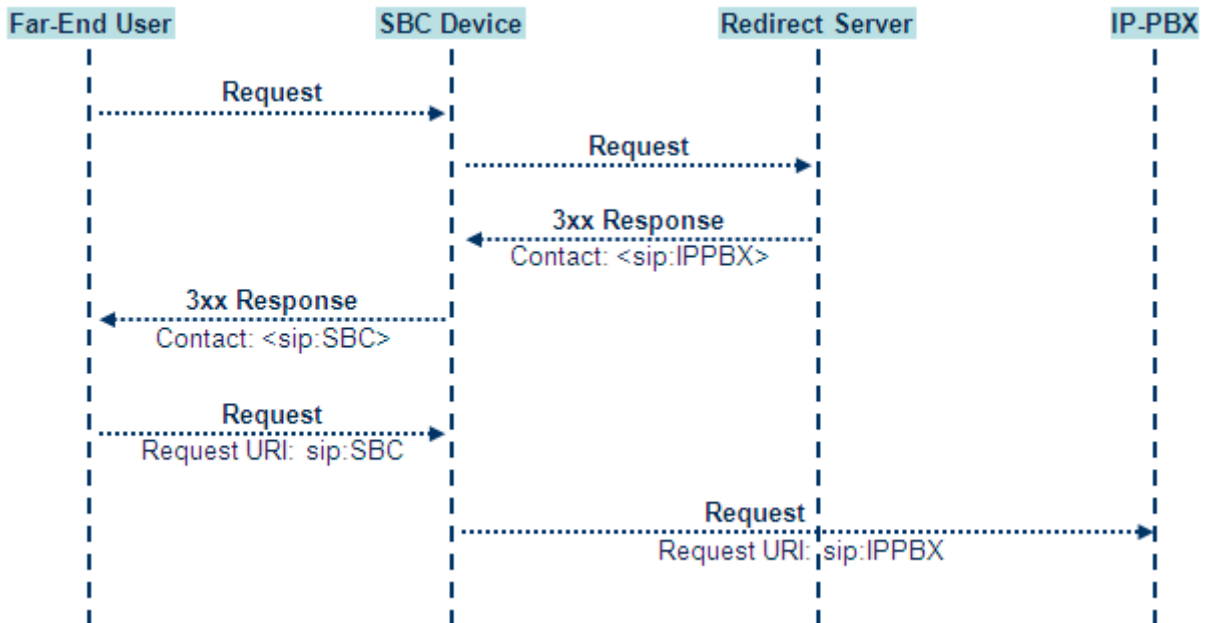 Far-End User
SBC Device
Redirect Server
IP-PBX
Request
Request
3xx Response
Contact: <sip:IPPBX>
3xx Response
Contact: <sip:SBC>
Request
Request URI: sip:SBC
Request
Request URI: sip:IPPBX